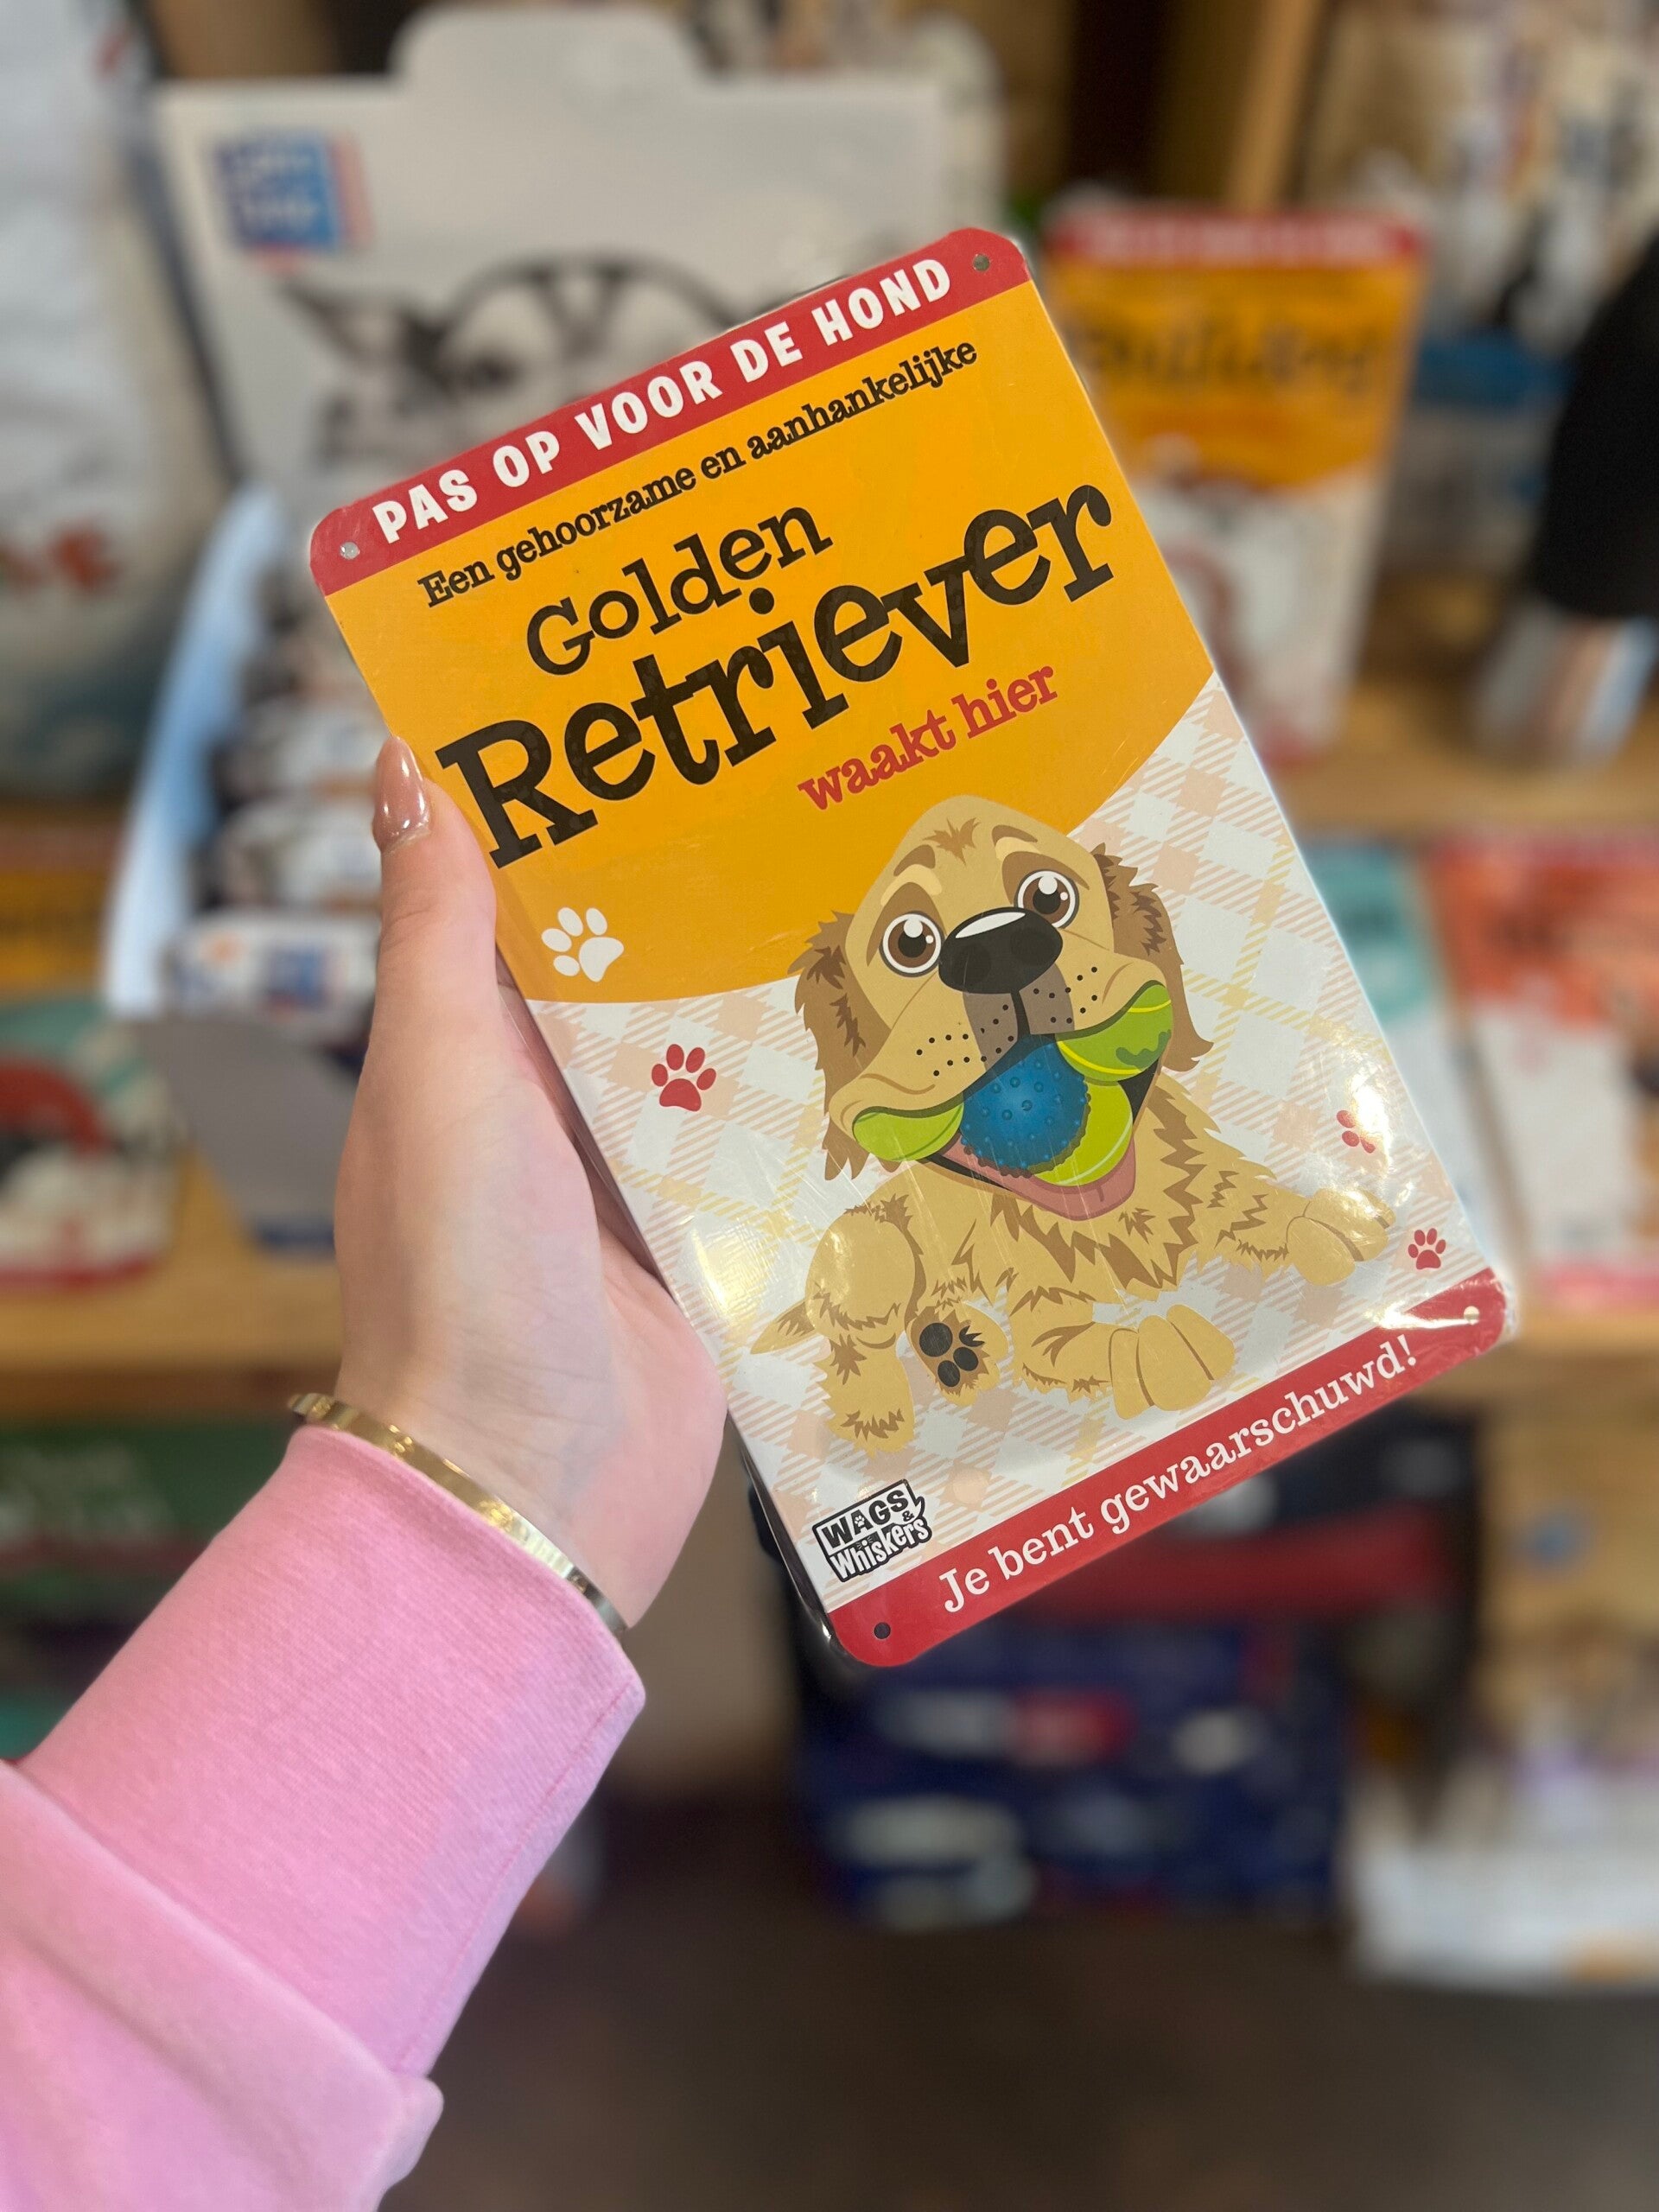 PAS OP VOOR DE HOND
Een gehoorzame en aanhankelijke
Golden
Retriever
waakt hier
WAGS
&
Whiskers
Je bent gewaarschuwd!